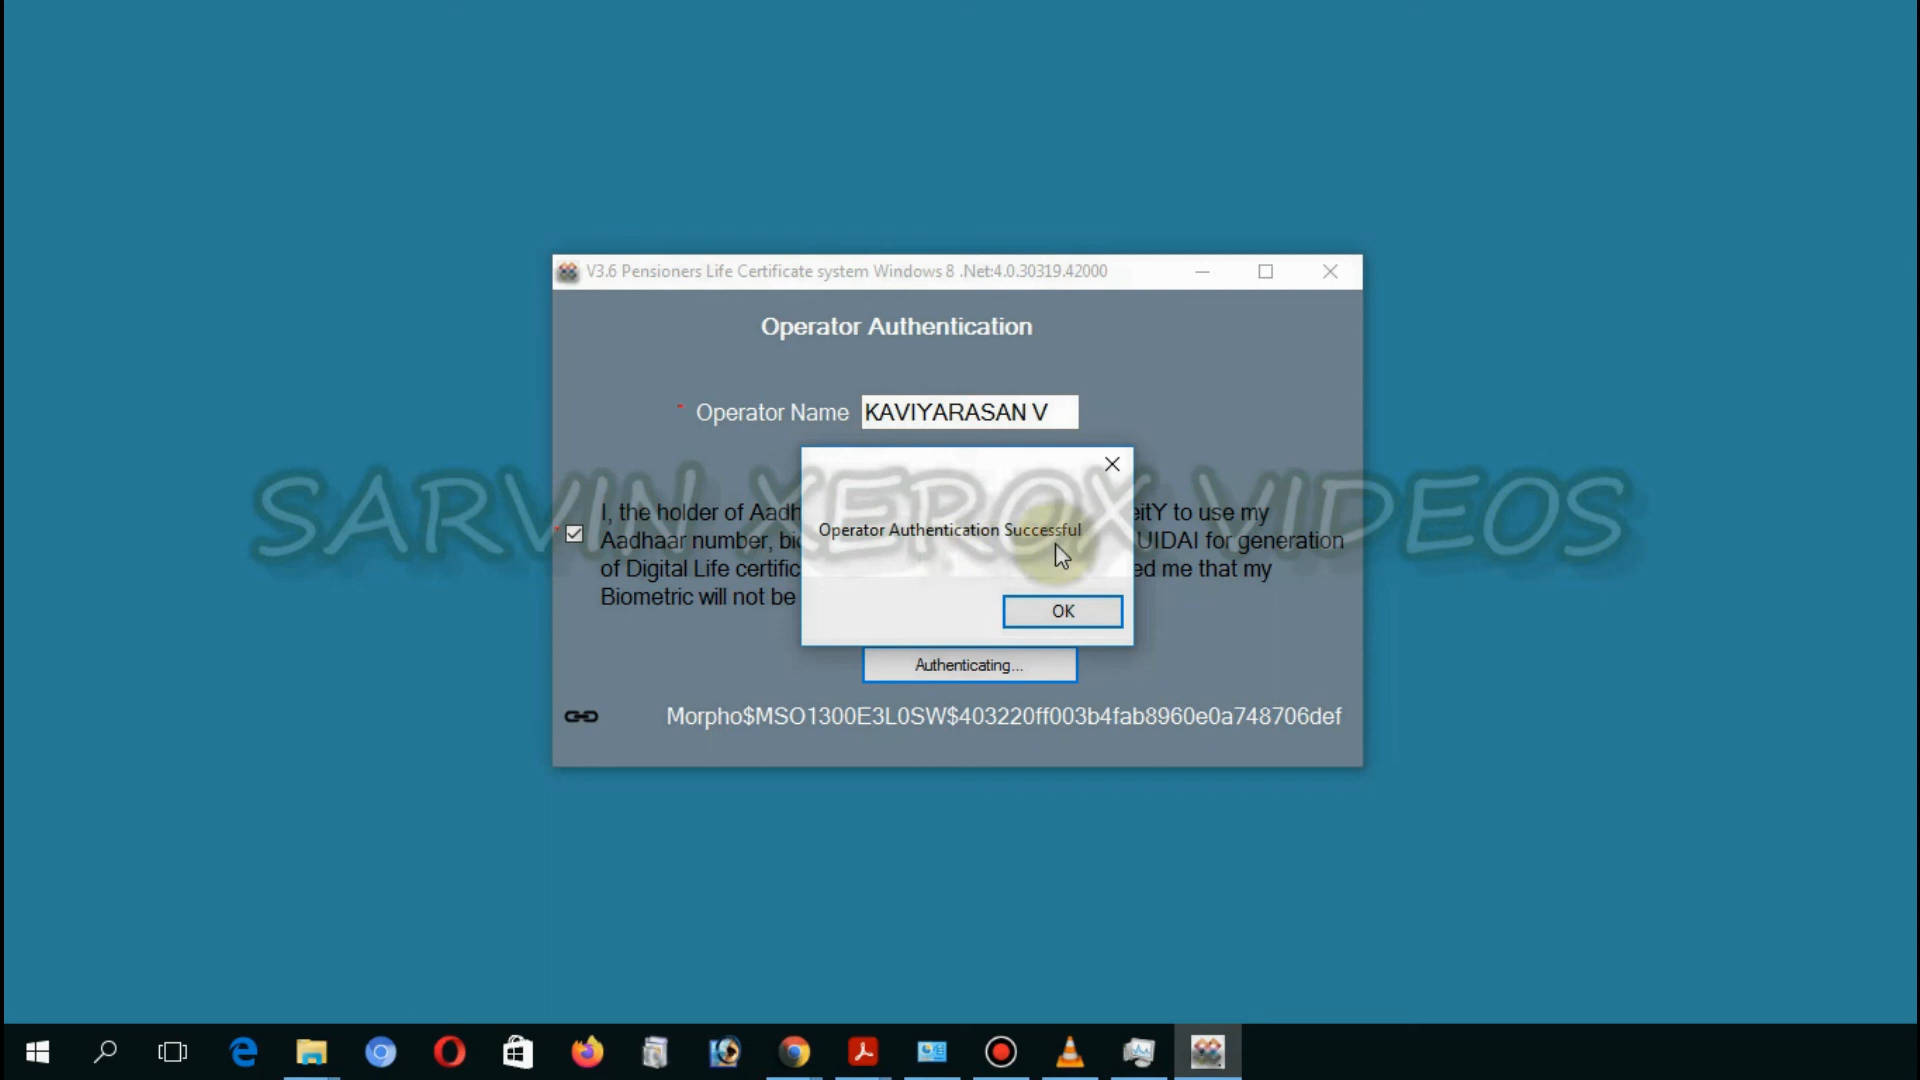 V3.6 Pensioners Life Certificate system Windows 8 .Net:4.0.30319.42000
Operator Authentication
Operator Name KAVIYARASAN V
SARVIN XEROX VIDEOS
I, the holder of Aadh eitY to use my
Aadhaar number, bio UIDAI for generation
of Digital Life certific ed me that my
Biometric will not be
Operator Authentication Successful
OK
Authenticating...
Morpho$MSO1300E3L0SW$403220ff003b4fab8960e0a748706def